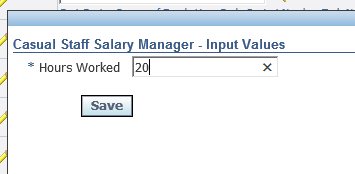 Casual Staff Salary Manager - Input Values
* Hours Worked 20
Save